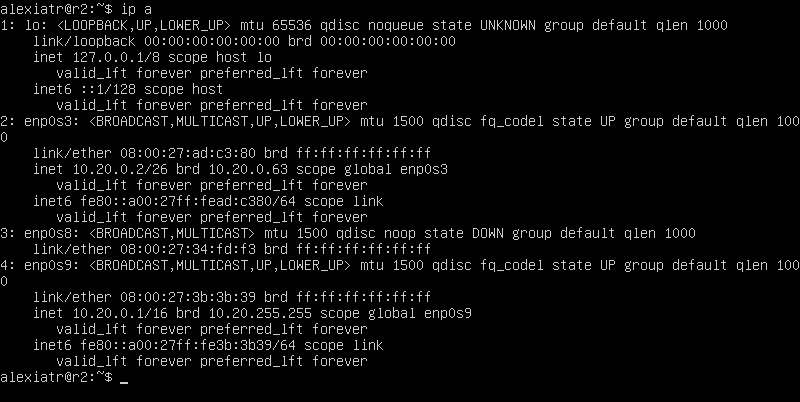 alexiatr@r2:~$ ip a
1: lo: <LOOPBACK,UP,LOWER_UP> mtu 65536 qdisc noqueue state UNKNOWN group default qlen 1000
    link/loopback 00:00:00:00:00:00 brd 00:00:00:00:00:00
    inet 127.0.0.1/8 scope host lo
       valid_lft forever preferred_lft forever
    inet6 ::1/128 scope host
       valid_lft forever preferred_lft forever
2: enp0s3: <BROADCAST,MULTICAST,UP,LOWER_UP> mtu 1500 qdisc fq_codel state UP group default qlen 100
0
    link/ether 08:00:27:ad:c3:80 brd ff:ff:ff:ff:ff:ff
    inet 10.20.0.2/26 brd 10.20.0.63 scope global enp0s3
       valid_lft forever preferred_lft forever
    inet6 fe80::a00:27ff:fead:c380/64 scope link
       valid_lft forever preferred_lft forever
3: enp0s8: <BROADCAST,MULTICAST> mtu 1500 qdisc noop state DOWN group default qlen 1000
    link/ether 08:00:27:34:fd:f3 brd ff:ff:ff:ff:ff:ff
4: enp0s9: <BROADCAST,MULTICAST,UP,LOWER_UP> mtu 1500 qdisc fq_codel state UP group default qlen 100
0
    link/ether 08:00:27:3b:3b:39 brd ff:ff:ff:ff:ff:ff
    inet 10.20.0.1/16 brd 10.20.255.255 scope global enp0s9
       valid_lft forever preferred_lft forever
    inet6 fe80::a00:27ff:fe3b:3b39/64 scope link
       valid_lft forever preferred_lft forever
alexiatr@r2:~$ _